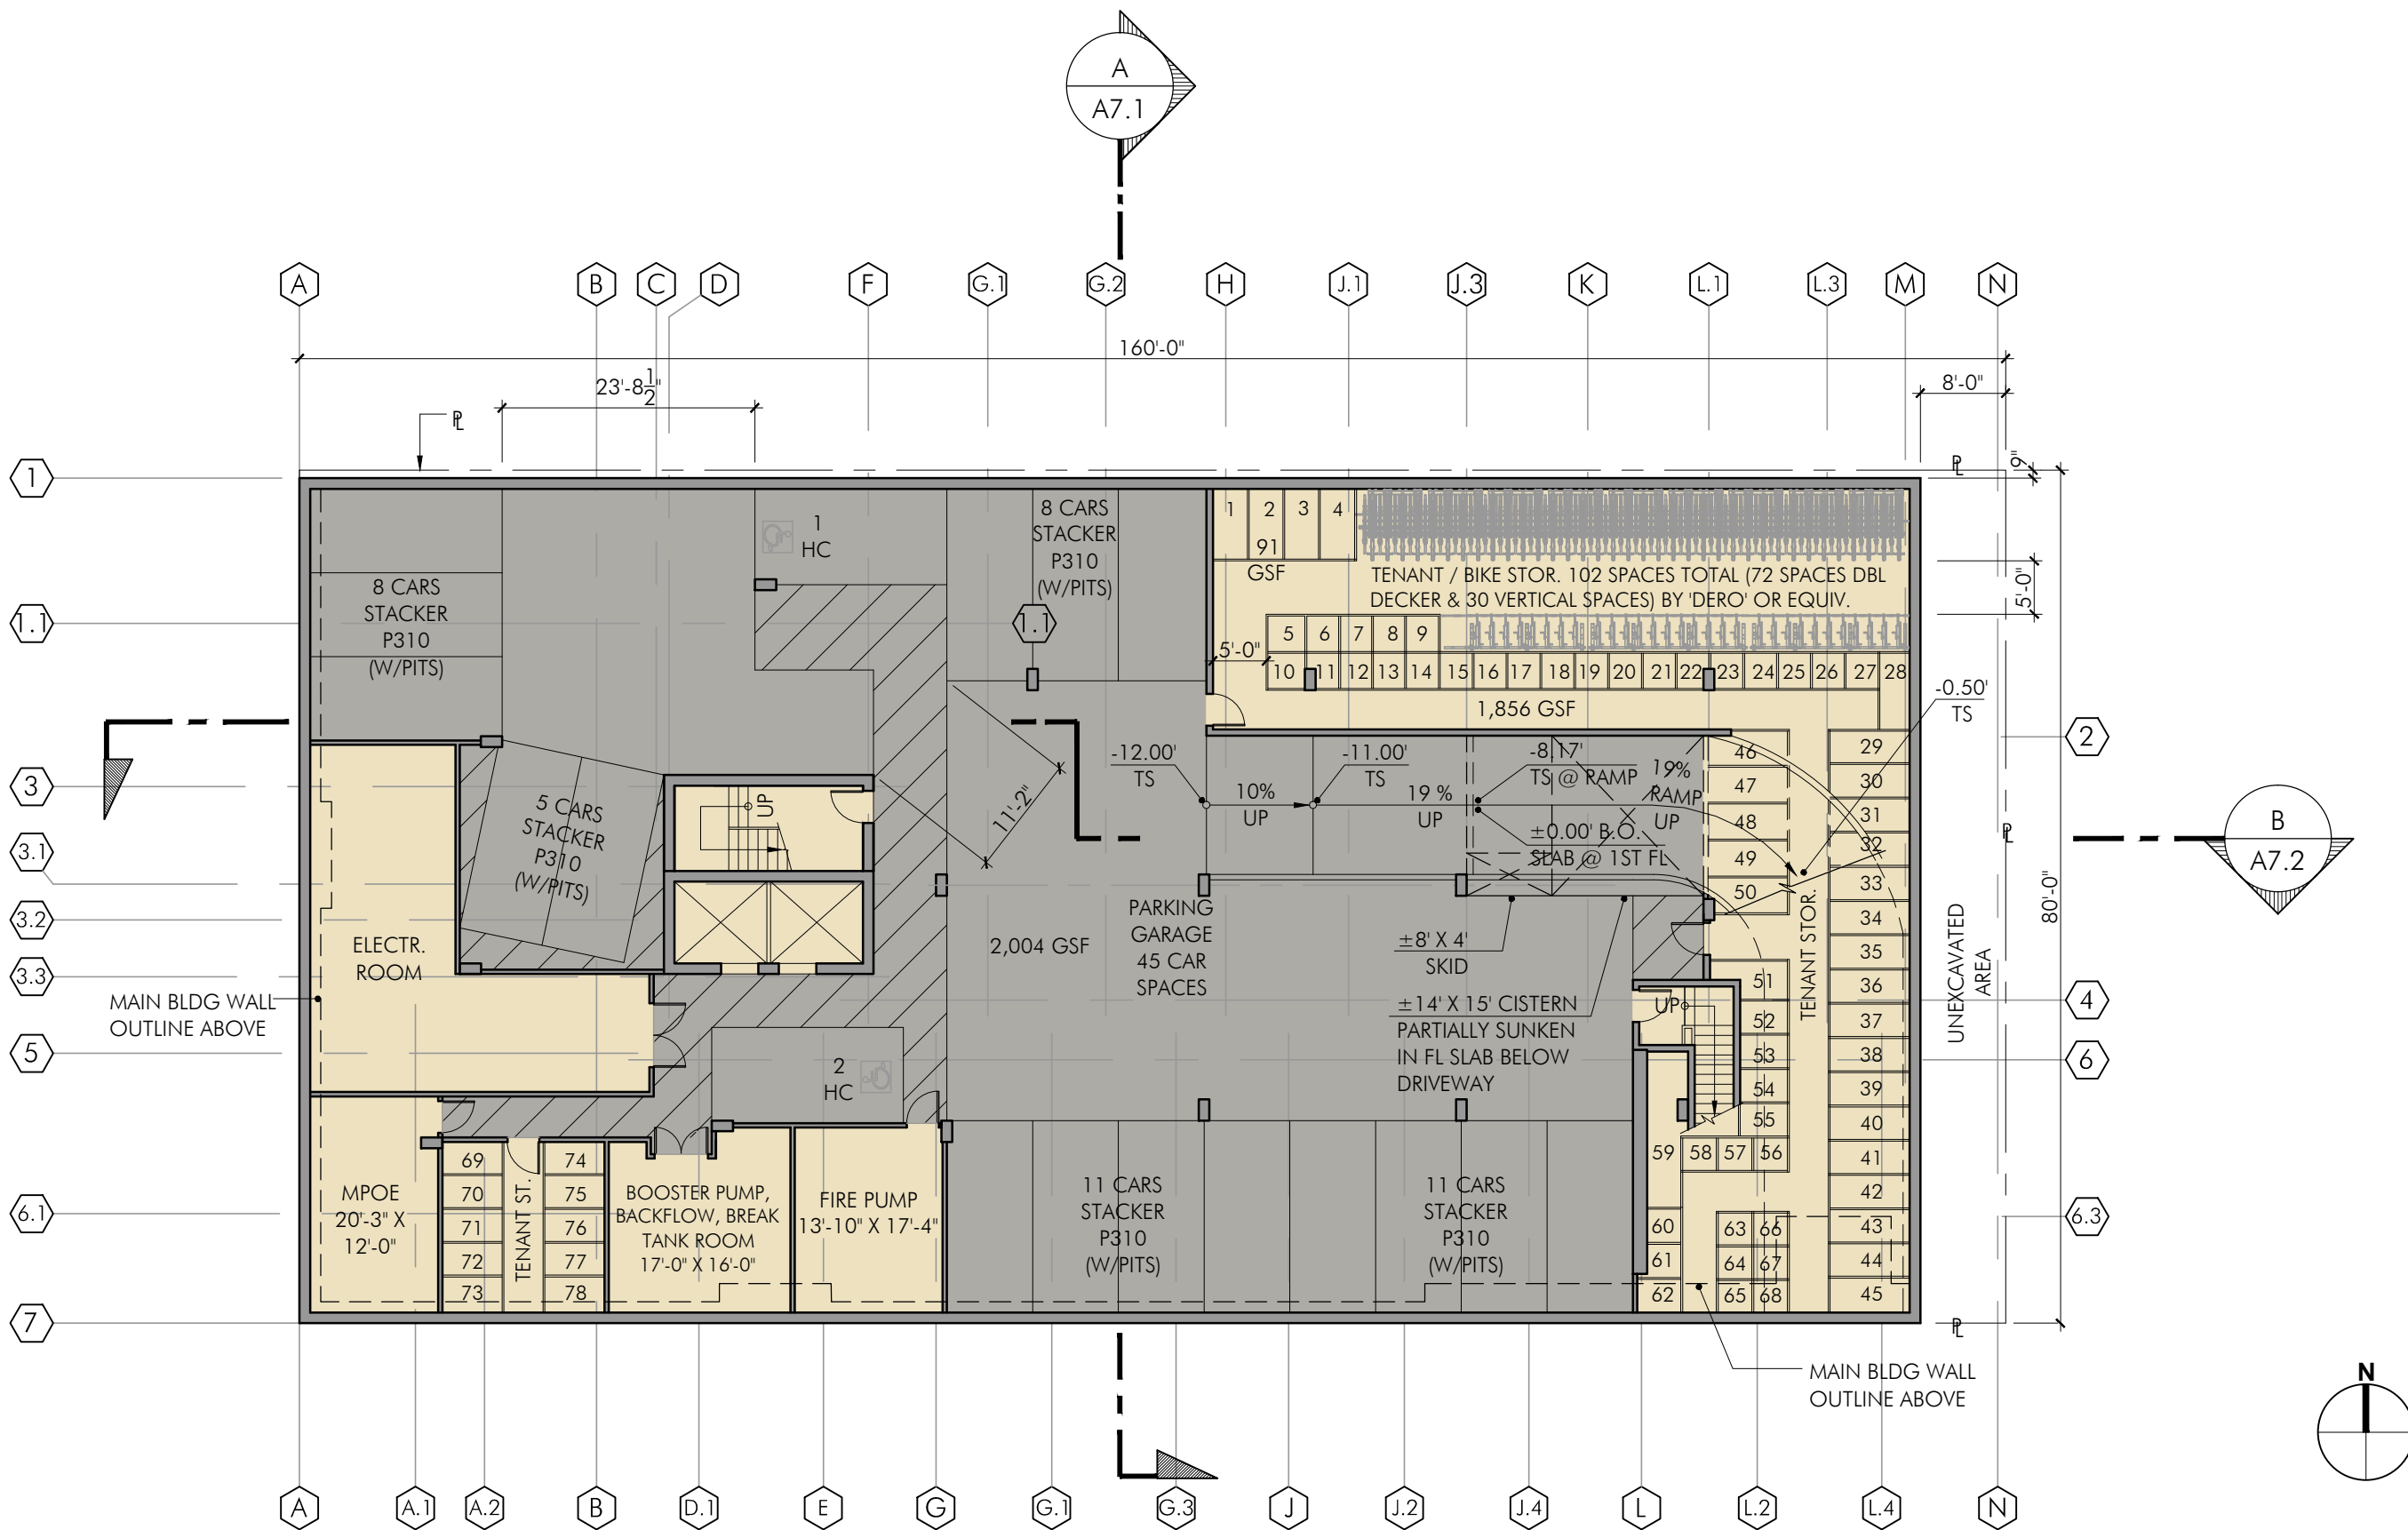 A
A7.1
A
B
C
D
F
G.1
G.2
H
J.1
J.3
K
L.1
L.3
M
N
160'-0"
23'-8 1/2"
8'-0"
℄
1
℄
9"
8 CARS
STACKER
P310
(W/PITS)
1
HC
8 CARS
STACKER
P310
(W/PITS)
1
2
3
4
91
GSF
TENANT / BIKE STOR. 102 SPACES TOTAL (72 SPACES DBL
DECKER & 30 VERTICAL SPACES) BY 'DERO' OR EQUIV.
5'-0"
1.1
1.1
5
6
7
8
9
5'-0"
10
11
12
13
14
15
16
17
18
19
20
21
22
23
24
25
26
27
28
1,856 GSF
-0.50'
TS
2
3
-12.00'
TS
-11.00'
TS
-8.17'
TS @ RAMP
19%
RAMP
UP
10%
UP
19 %
UP
±0.00' B.O.
SLAB @ 1ST FL
11'-2"
UP
5 CARS
STACKER
P310
(W/PITS)
46
47
48
49
50
29
30
31
32
33
34
35
36
37
38
39
40
41
42
43
44
45
℄
B
A7.2
80'-0"
3.1
3.2
3.3
ELECTR.
ROOM
MAIN BLDG WALL
OUTLINE ABOVE
2,004 GSF
PARKING
GARAGE
45 CAR
SPACES
±8' X 4'
SKID
±14' X 15' CISTERN
PARTIALLY SUNKEN
IN FL SLAB BELOW
DRIVEWAY
TENANT STOR.
UNEXCAVATED
AREA
UP
51
52
53
54
55
56
57
58
59
60
61
62
63
64
65
66
67
68
4
5
6
2
HC
MPOE
20'-3" X
12'-0"
69
70
71
72
73
TENANT ST.
74
75
76
77
78
BOOSTER PUMP,
BACKFLOW, BREAK
TANK ROOM
17'-0" X 16'-0"
FIRE PUMP
13'-10" X 17'-4"
11 CARS
STACKER
P310
(W/PITS)
11 CARS
STACKER
P310
(W/PITS)
6.1
6.3
7
℄
MAIN BLDG WALL
OUTLINE ABOVE
N
A
A.1
A.2
B
D.1
E
G
G.1
G.3
J
J.2
J.4
L
L.2
L.4
N